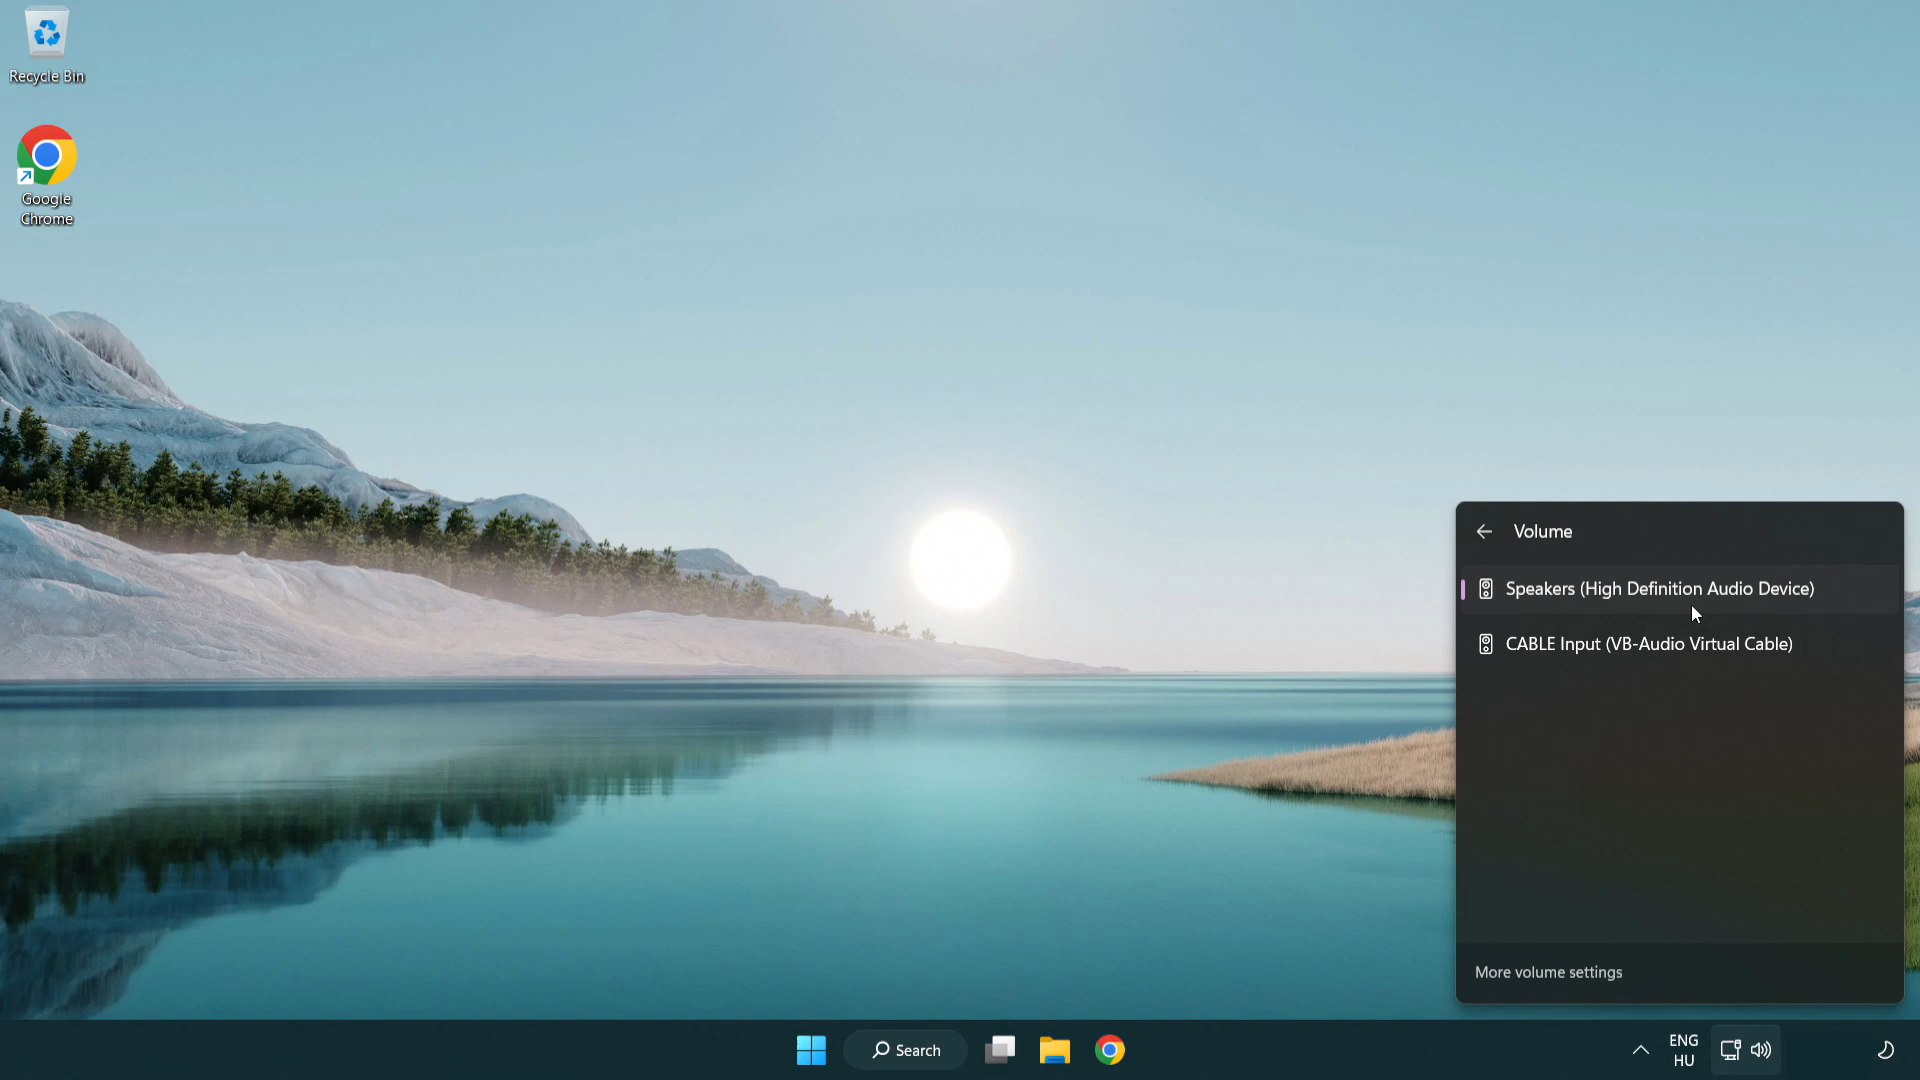 Recycle Bin
Google
Chrome
Volume
Speakers (High Definition Audio Device)
CABLE Input (VB-Audio Virtual Cable)
More volume settings
Search
ENG
HU